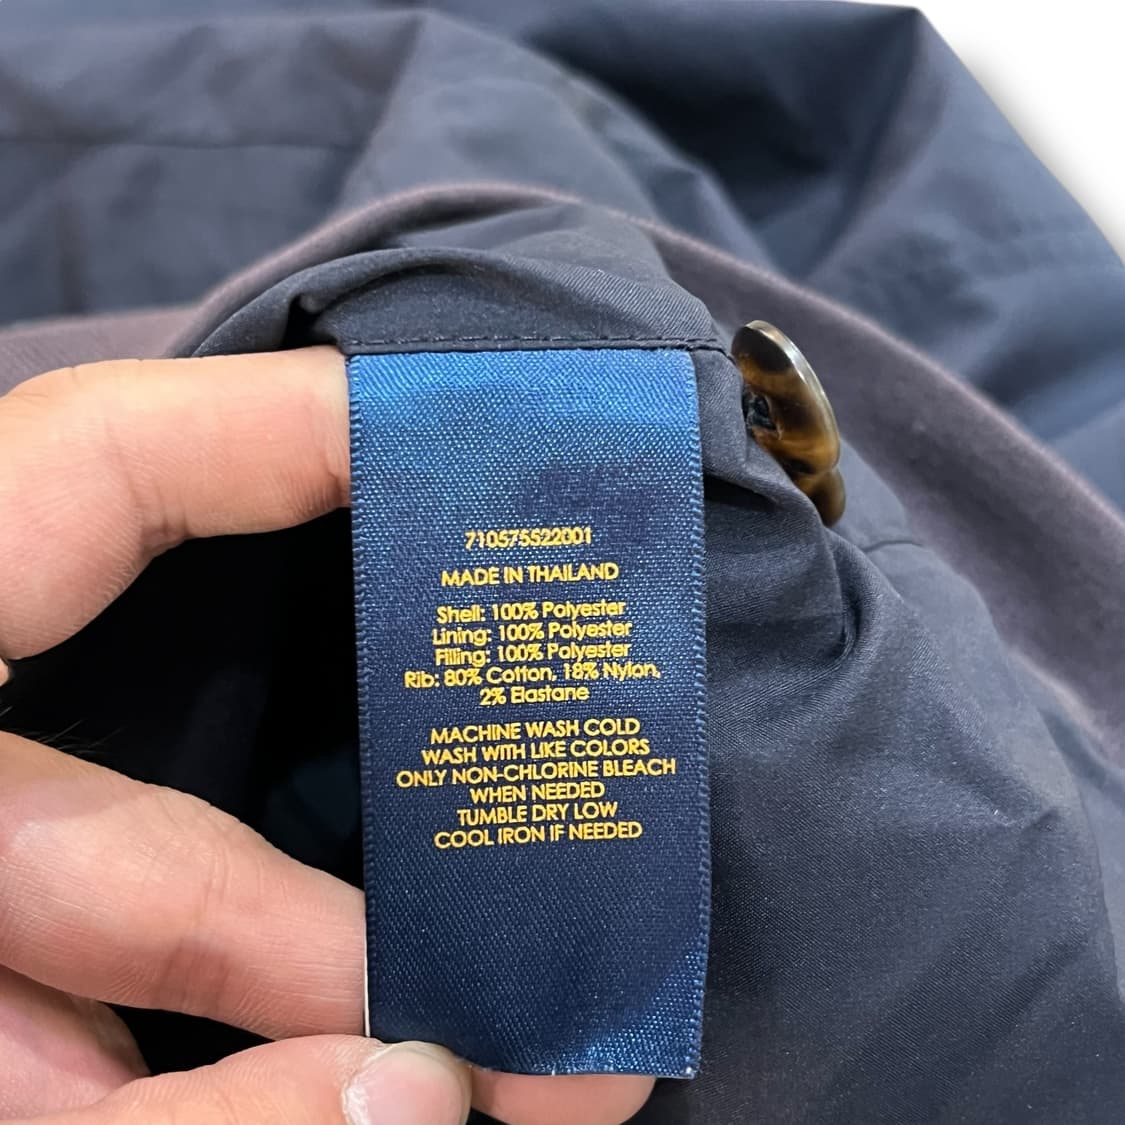 710575522001
MADE IN THAILAND
Shell: 100% Polyester
Lining: 100% Polyester
Filling: 100% Polyester
Rib: 80% Cotton, 18% Nylon,
2% Elastane
MACHINE WASH COLD
WASH WITH LIKE COLORS
ONLY NON-CHLORINE BLEACH
WHEN NEEDED
TUMBLE DRY LOW
COOL IRON IF NEEDED